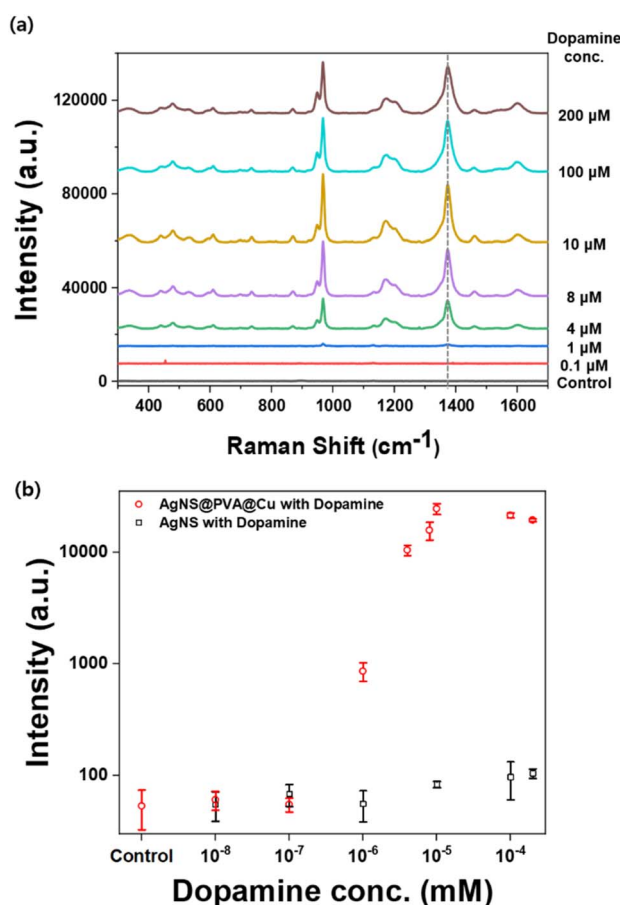 (a)
Dopamine
conc.
120000
80000
40000
0
Intensity (a.u.)
200 µM
100 µM
10 µM
8 µM
4 µM
1 µM
0.1 µM
Control
400 600 800 1000 1200 1400 1600
Raman Shift (cm-1)
(b)
AgNS@PVA@Cu with Dopamine
AgNS with Dopamine
10000
1000
100
Intensity (a.u.)
Control 10-8 10-7 10-6 10-5 10-4
Dopamine conc. (mM)